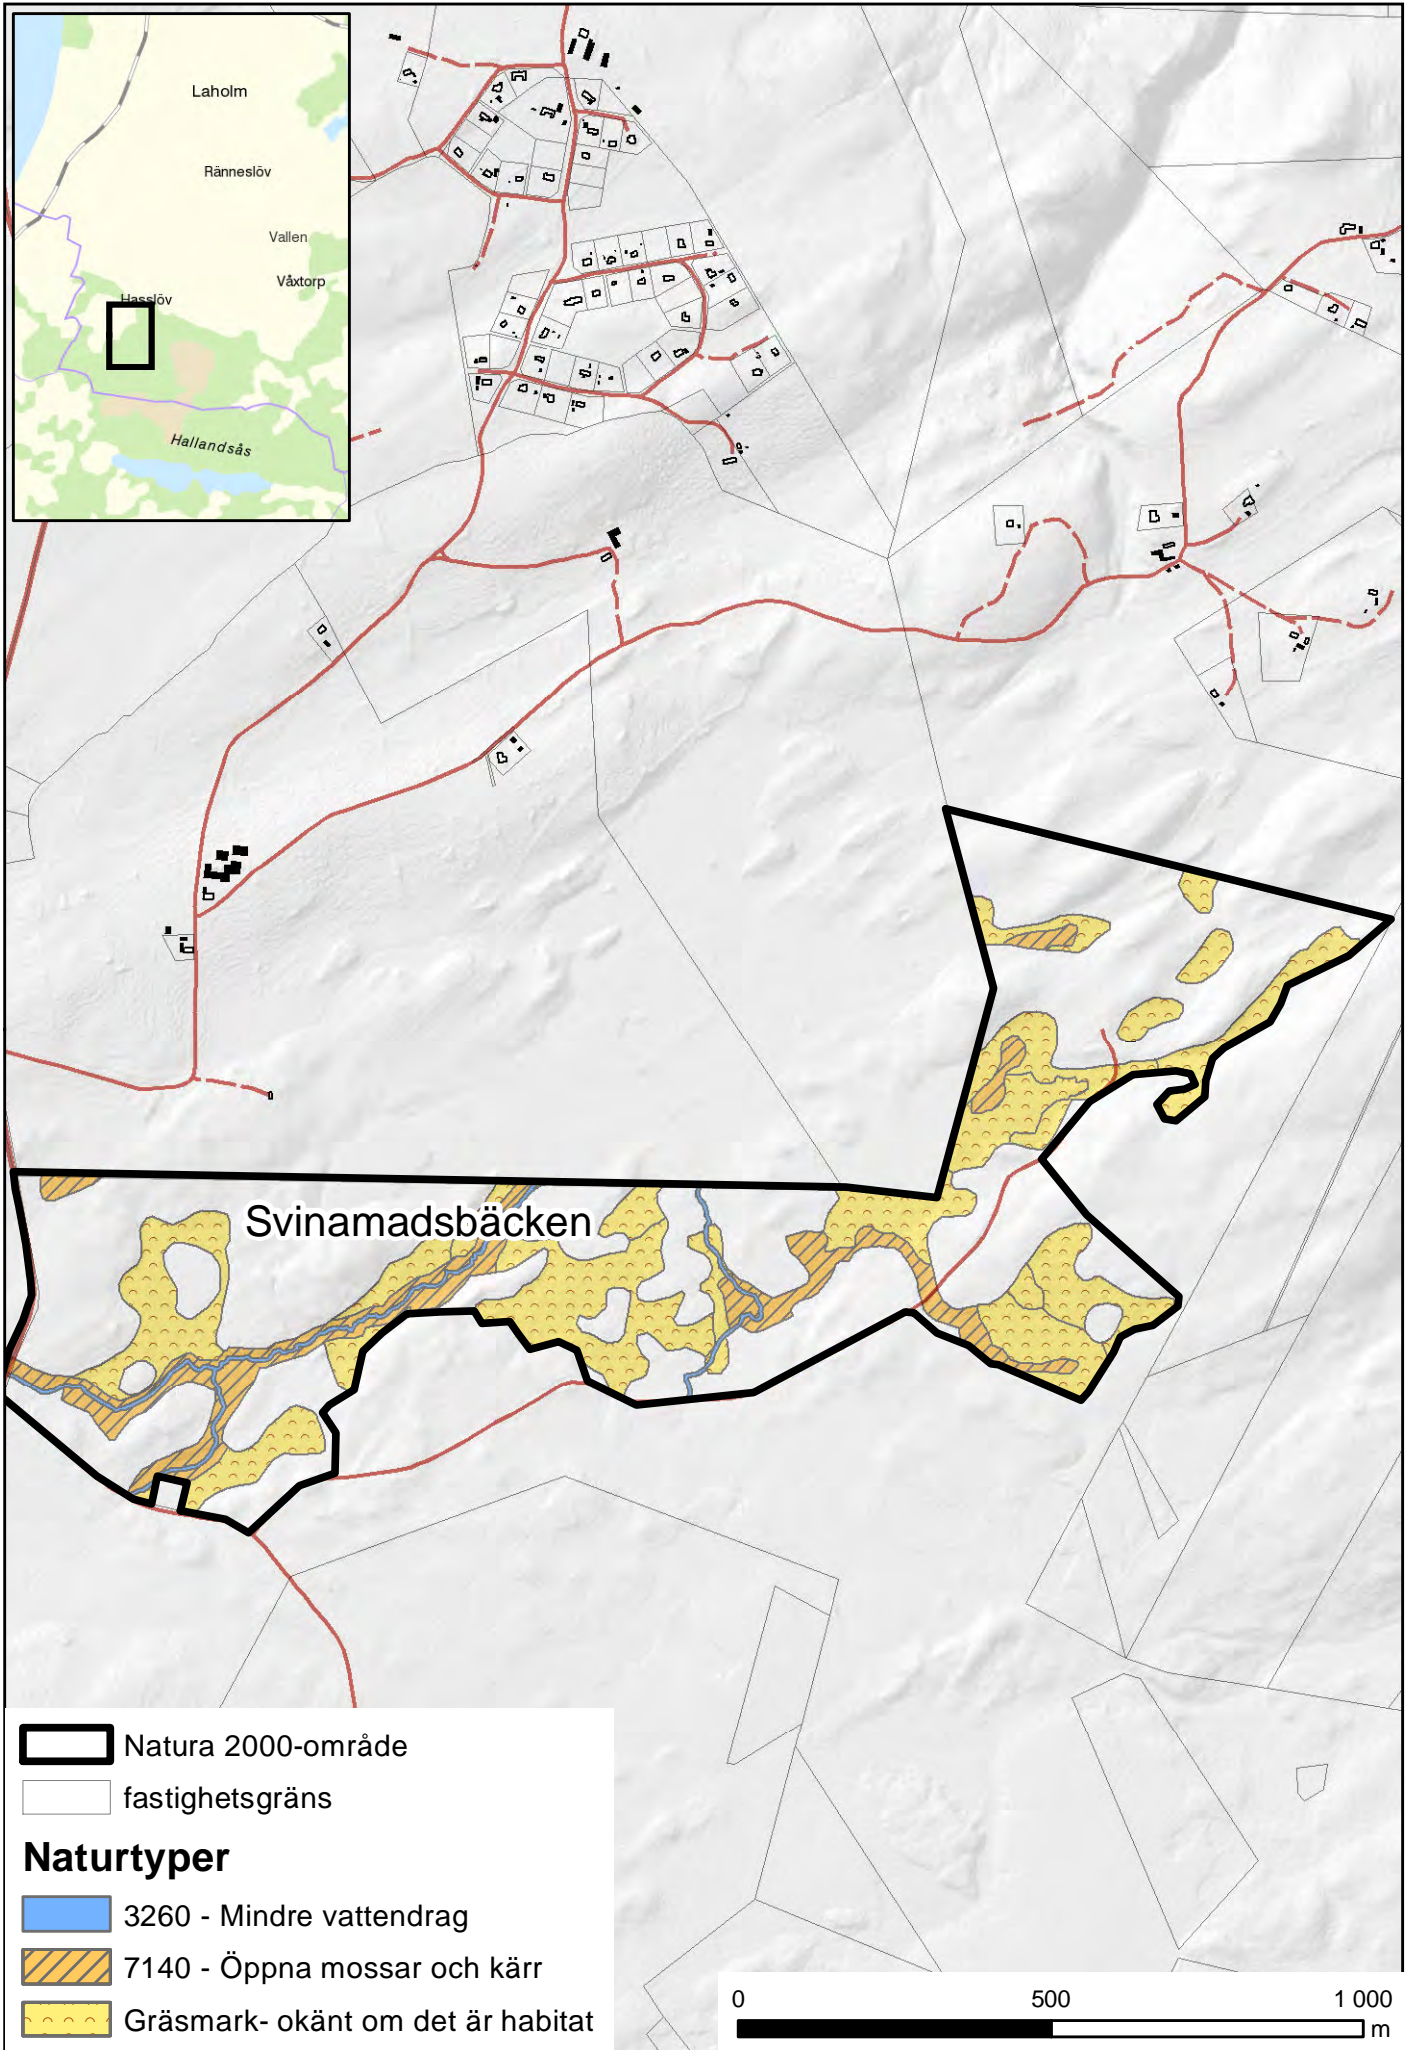 Laholm
Ränneslöv
Vallen
Våxtorp
Hasslöv
Hallandsås
Svinamadsbäcken
Natura 2000-område
fastighetsgräns
Naturtyper
3260 - Mindre vattendrag
7140 - Öppna mossar och kärr
Gräsmark- okänt om det är habitat
0 500 1 000
m